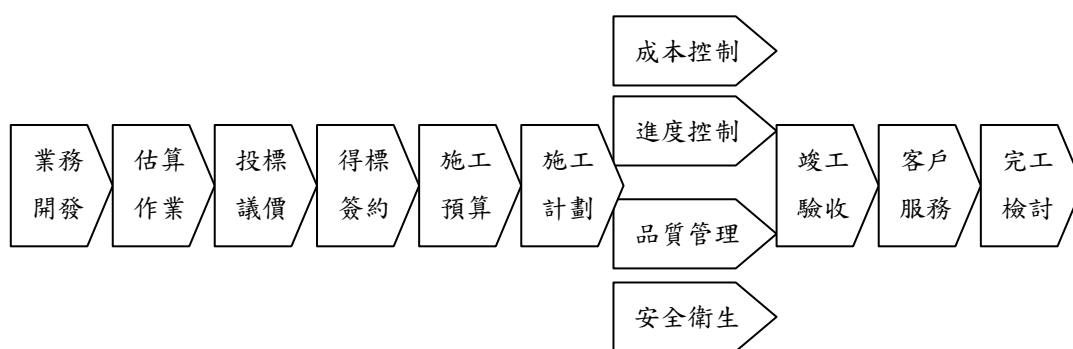 業務
開發
估算
作業
投標
議價
得標
簽約
施工
預算
施工
計劃
成本控制
進度控制
品質管理
安全衛生
竣工
驗收
客戶
服務
完工
檢討